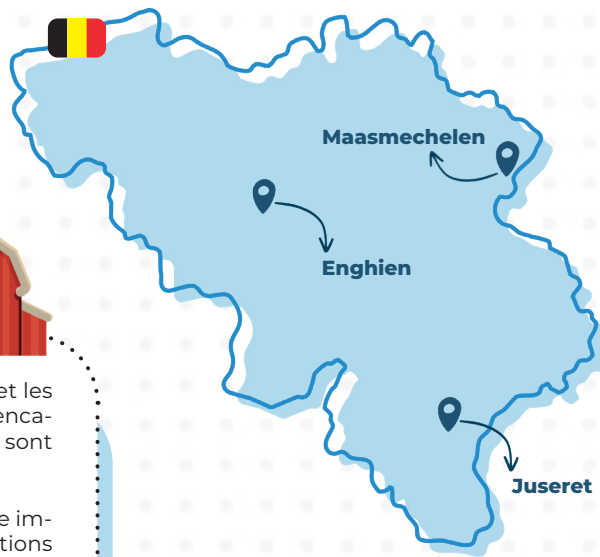 Maasmechelen
Enghien
et les
enca-
sont
Juseret
e im-
tions